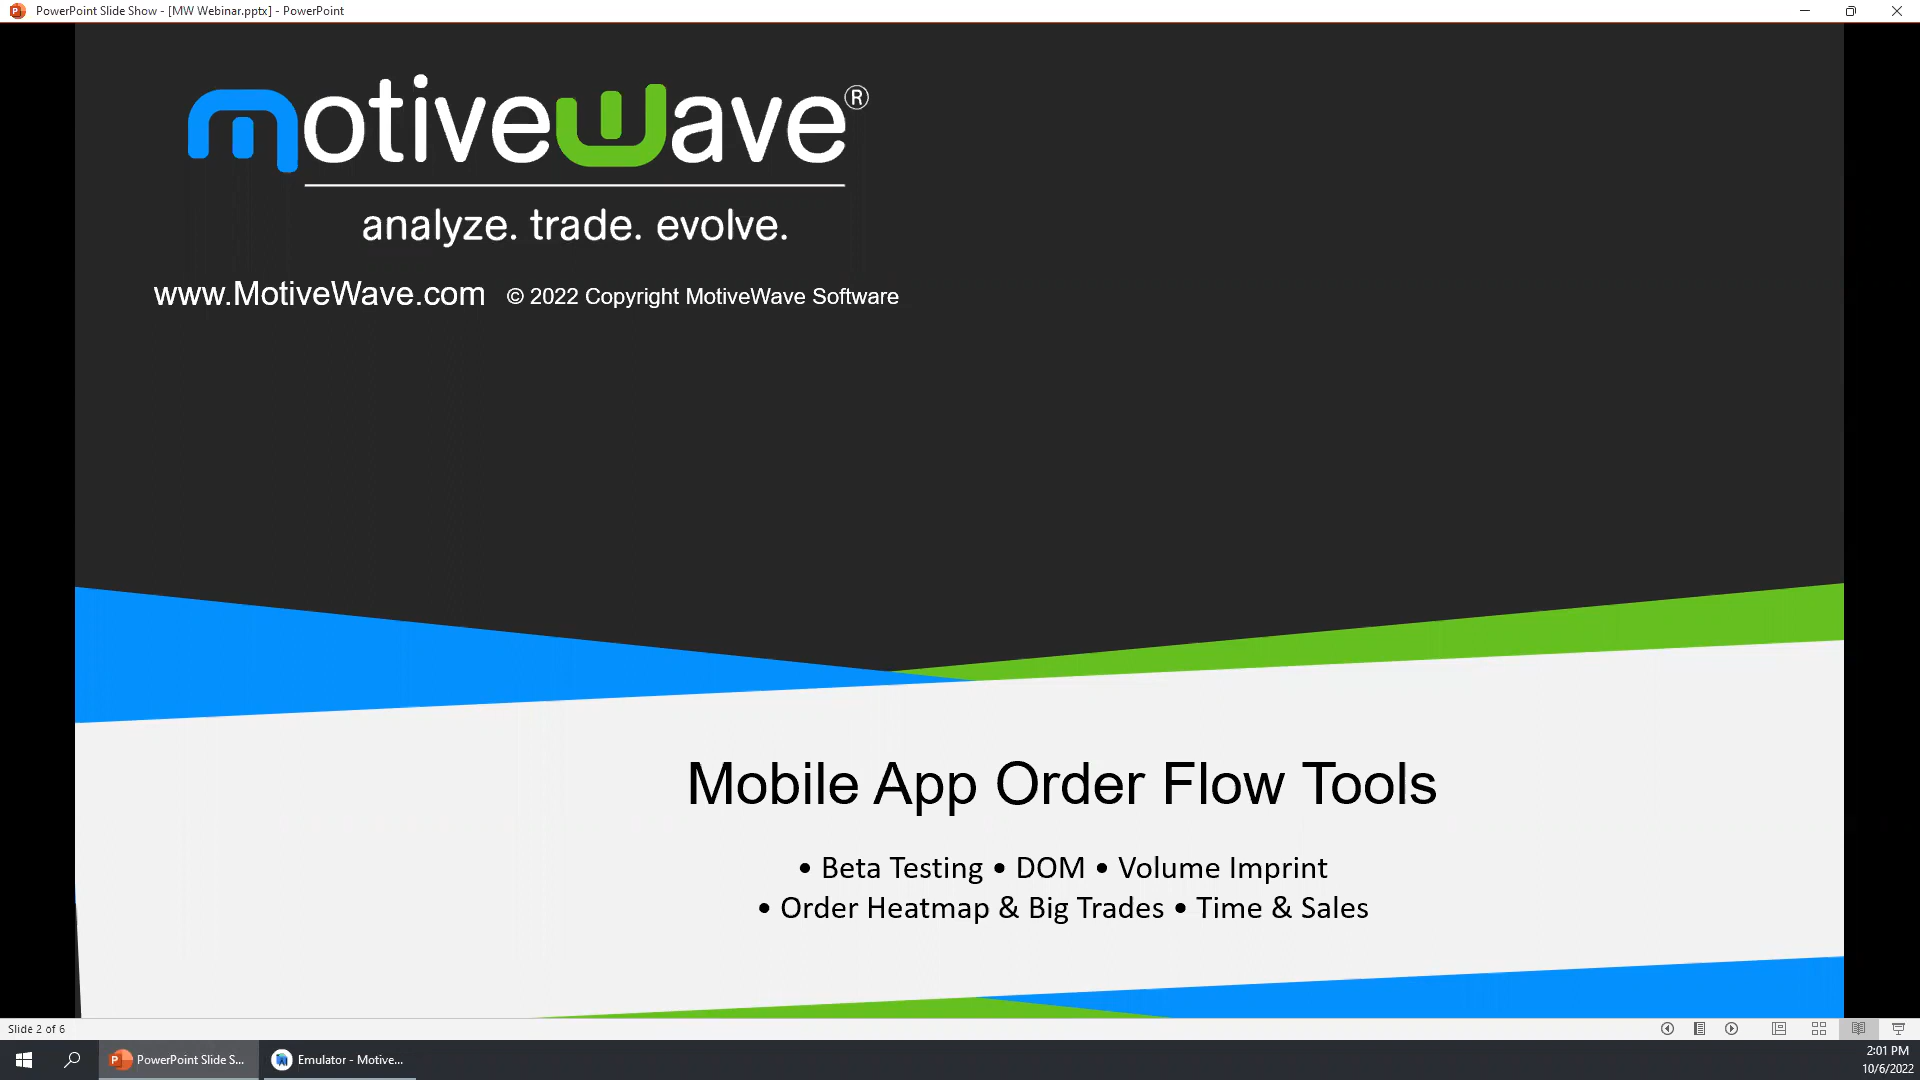 PowerPoint Slide Show - [MW Webinar.pptx] - PowerPoint
motivewave®
analyze. trade. evolve.
www.MotiveWave.com © 2022 Copyright MotiveWave Software
Mobile App Order Flow Tools
• Beta Testing • DOM • Volume Imprint
• Order Heatmap & Big Trades • Time & Sales
Slide 2 of 6
PowerPoint Slide S... Emulator - Motive... 2:01 PM
10/6/2022